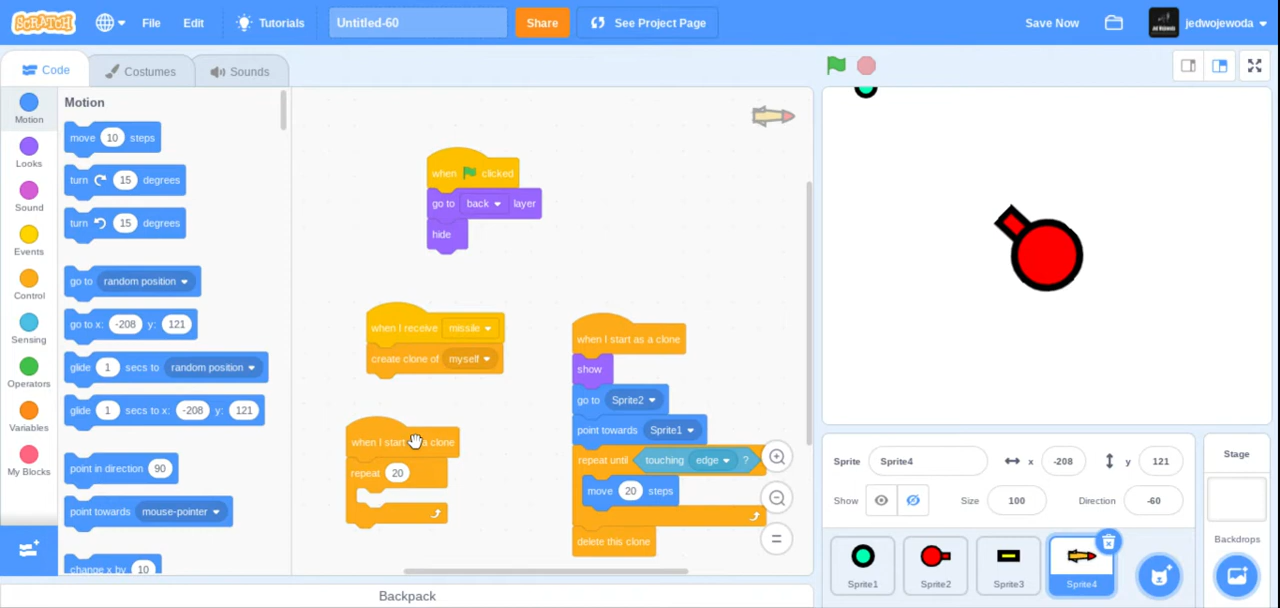 SCRATCH File Edit Tutorials Untitled-60 Share See Project Page Save Now jedwojewoda
Code Costumes Sounds
Motion
Looks
Sound
Events
Control
Sensing
Operators
Variables
My Blocks
Motion
move 10 steps
turn 15 degrees
turn 15 degrees
go to random position
go to x: -208 y: 121
glide 1 secs to random position
glide 1 secs to x: -208 y: 121
point in direction 90
point towards mouse-pointer
change x by 10
when clicked
go to back layer
hide
when I receive missile
create clone of myself
when I start as a clone
repeat 20
when I start as a clone
show
go to Sprite2
point towards Sprite1
repeat until touching edge ?
move 20 steps
delete this clone
Backpack
Sprite Sprite4 x -208 y 121
Show Size 100 Direction -60
Sprite1 Sprite2 Sprite3 Sprite4
Stage
Backdrops